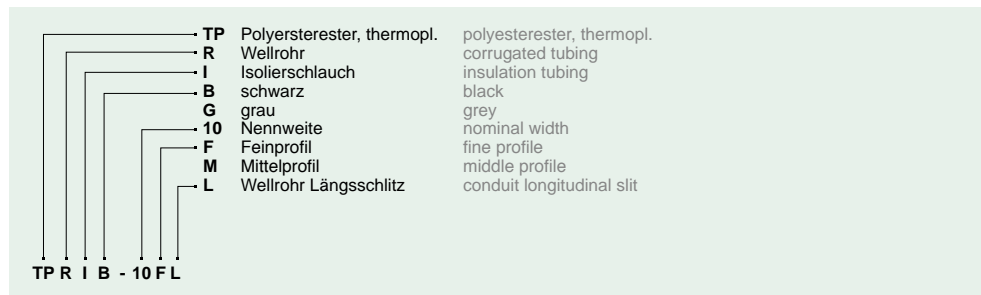 TP Polyersterester, thermopl. polyesterester, thermopl.
R Wellrohr corrugated tubing
I Isolierschlauch insulation tubing
B schwarz black
G grau grey
10 Nennweite nominal width
F Feinprofil fine profile
M Mittelprofil middle profile
L Wellrohr Längsschlitz conduit longitudinal slit
TP R I B - 10 F L